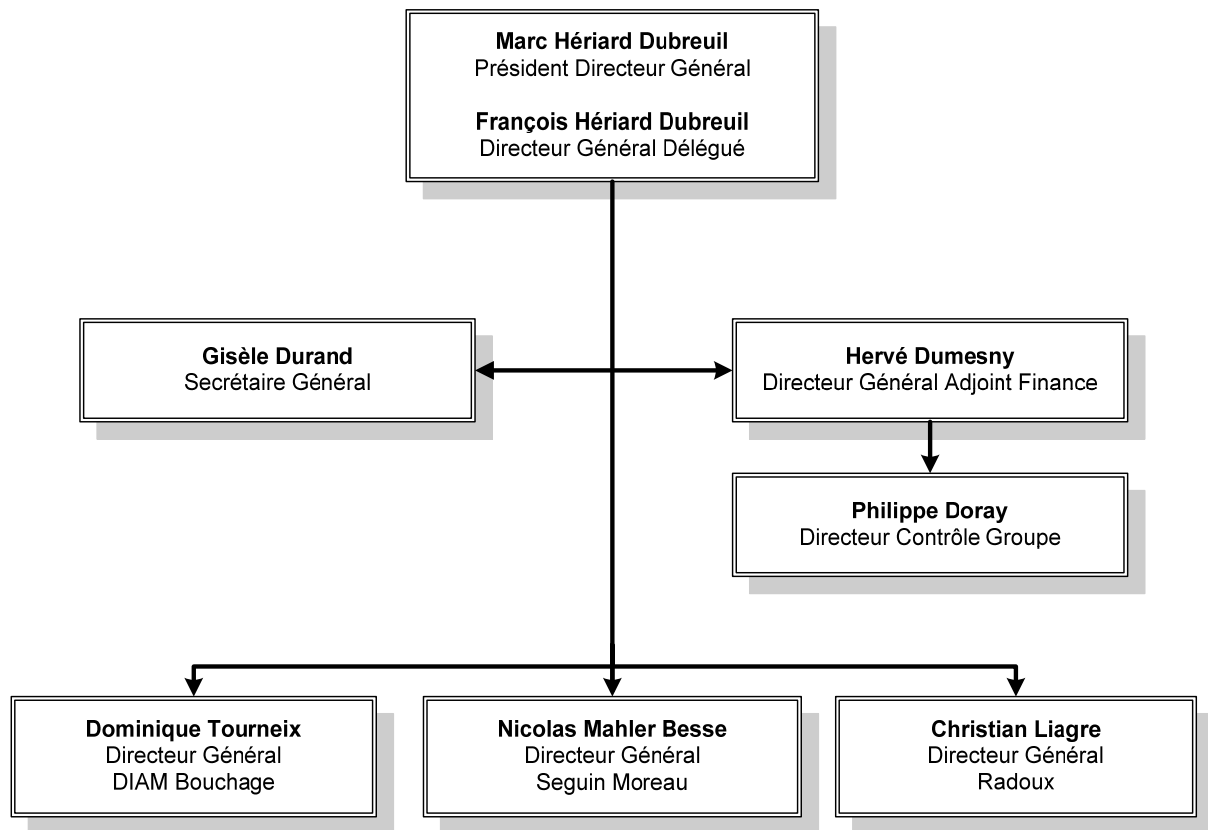 Marc Hériard Dubreuil
Président Directeur Général
François Hériard Dubreuil
Directeur Général Délégué
Gisèle Durand
Secrétaire Général
Hervé Dumesny
Directeur Général Adjoint Finance
Philippe Doray
Directeur Contrôle Groupe
Dominique Tourneix
Directeur Général
DIAM Bouchage
Nicolas Mahler Besse
Directeur Général
Seguin Moreau
Christian Liagre
Directeur Général
Radoux